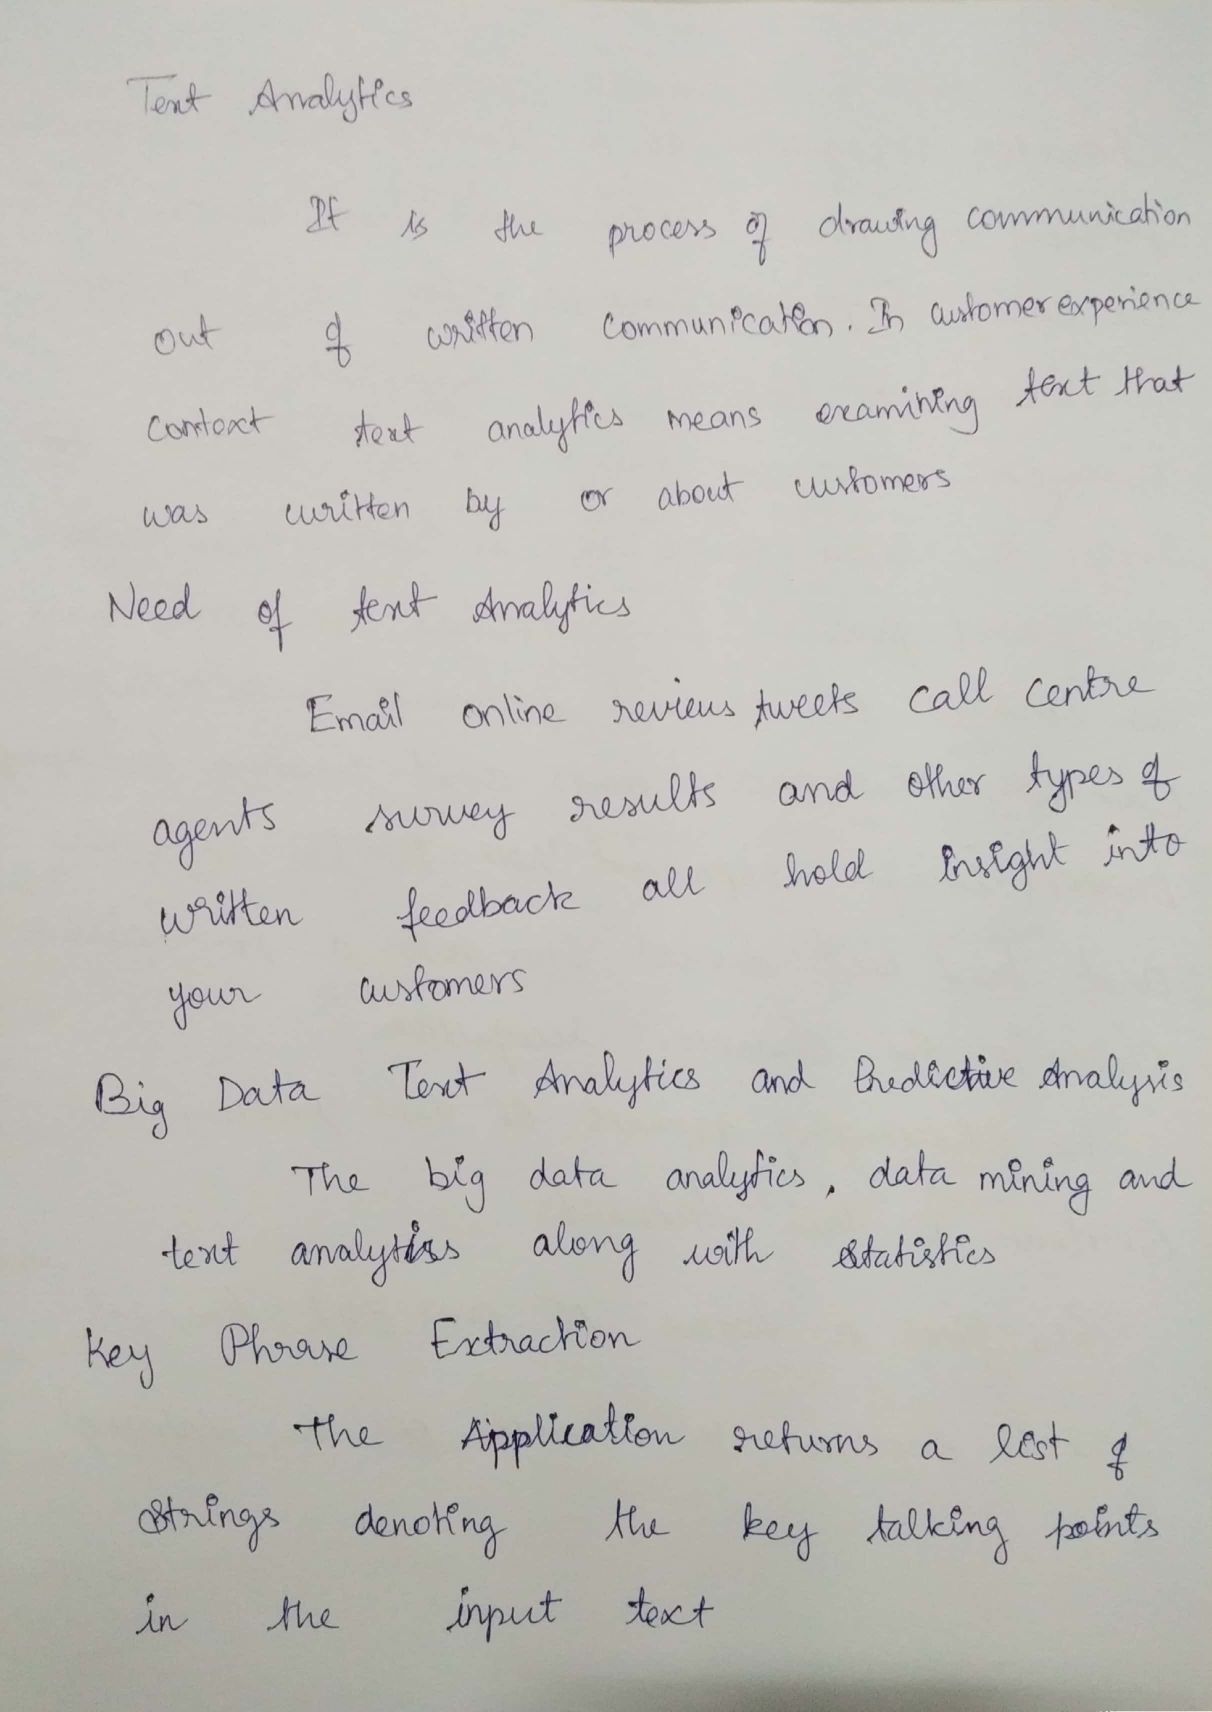 Text Analytics
It is the process of drawing communication
out of written communication. In customer experience
context text analytics means examining text that
was written by or about customers
Need of text Analytics
Email online reviews tweets call centre
agents survey results and other types of
written feedback all hold insight into
your customers
Big Data Text Analytics and Predictive Analysis
The big data analytics, data mining and
text analytics along with statistics
Key Phrase Extraction
The Application returns a list of
strings denoting the key talking points
in the input text